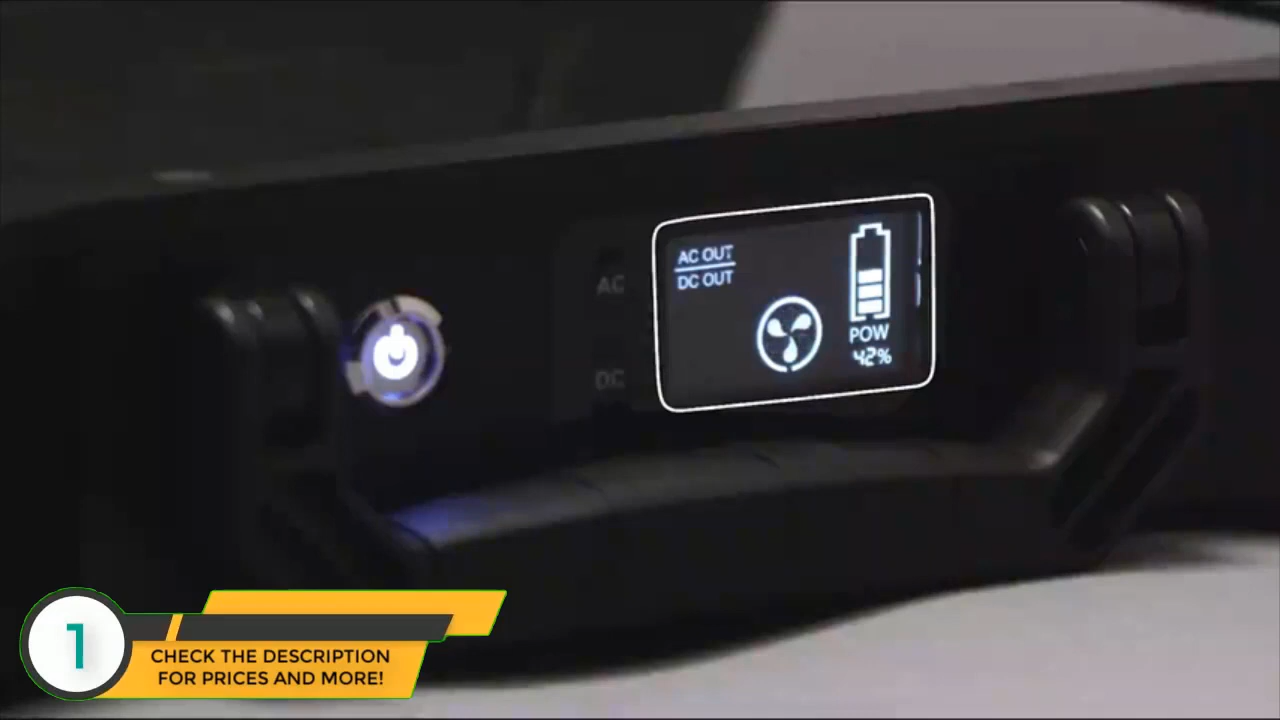 AC OUT
DC OUT
AC
DC
POW
42%
1
CHECK THE DESCRIPTION
FOR PRICES AND MORE!